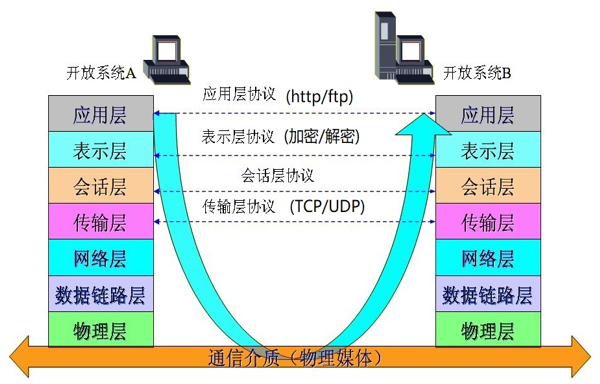 开放系统A
开放系统B
应用层协议 (http/ftp)
应用层
应用层
表示层协议 (加密/解密)
表示层
表示层
会话层协议
会话层
会话层
传输层协议 (TCP/UDP)
传输层
传输层
网络层
网络层
数据链路层
数据链路层
物理层
物理层
通信介质（物理媒体）